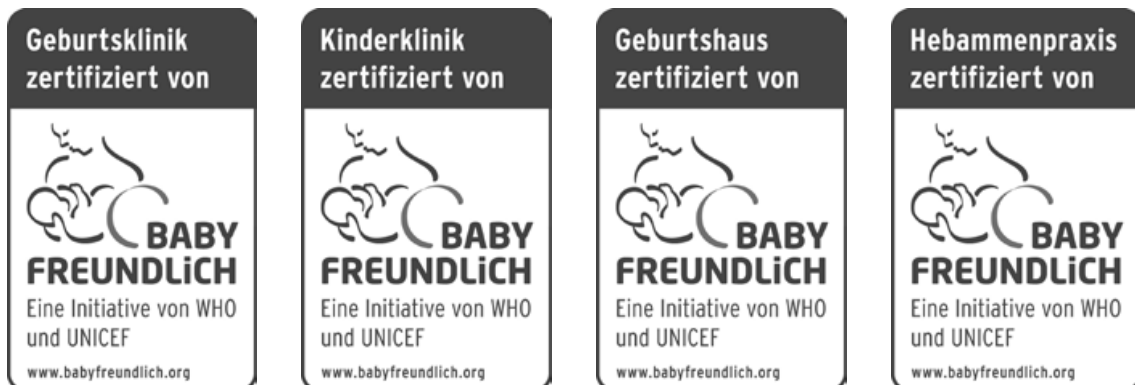 Geburtsklinik
zertifiziert von
BABY
FREUNDLiCH
Eine Initiative von WHO
und UNICEF
www.babyfreundlich.org
Kinderklinik
zertifiziert von
BABY
FREUNDLiCH
Eine Initiative von WHO
und UNICEF
www.babyfreundlich.org
Geburtshaus
zertifiziert von
BABY
FREUNDLiCH
Eine Initiative von WHO
und UNICEF
www.babyfreundlich.org
Hebammenpraxis
zertifiziert von
BABY
FREUNDLiCH
Eine Initiative von WHO
und UNICEF
www.babyfreundlich.org